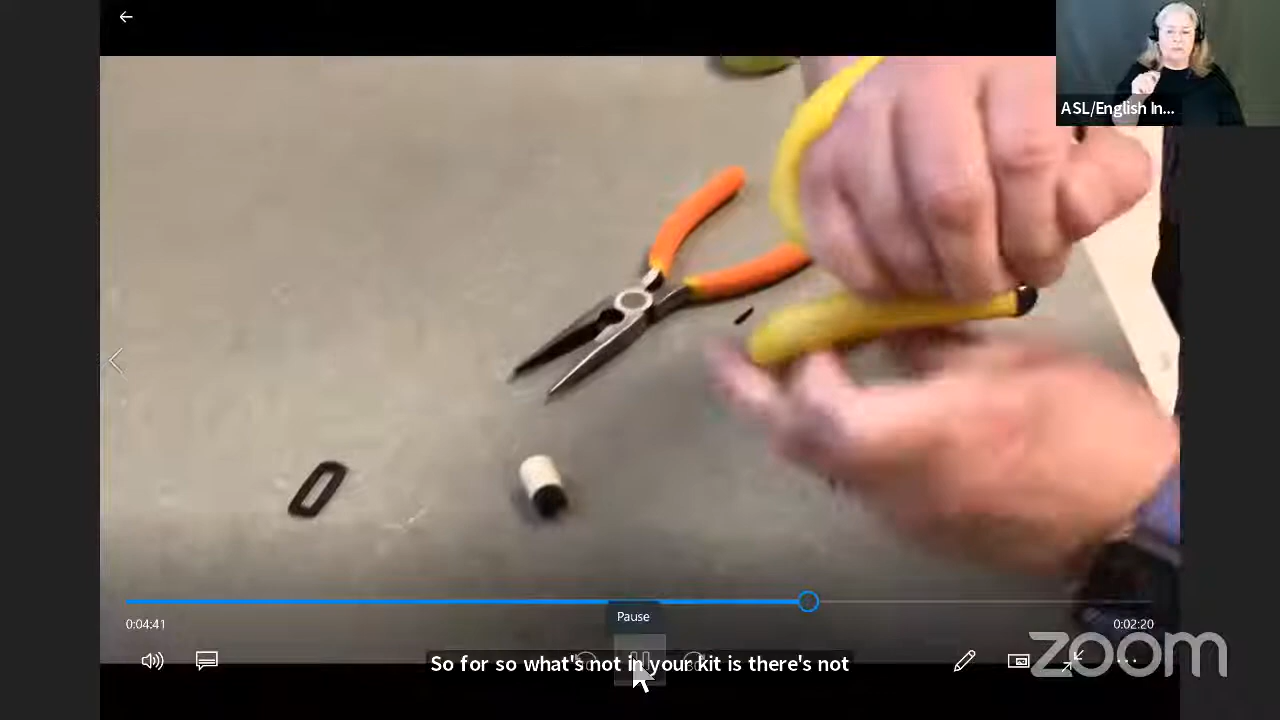 ASL/English In...
Pause
0:04:41
0:02:20
So for so what's not in your kit is there's not
zoom